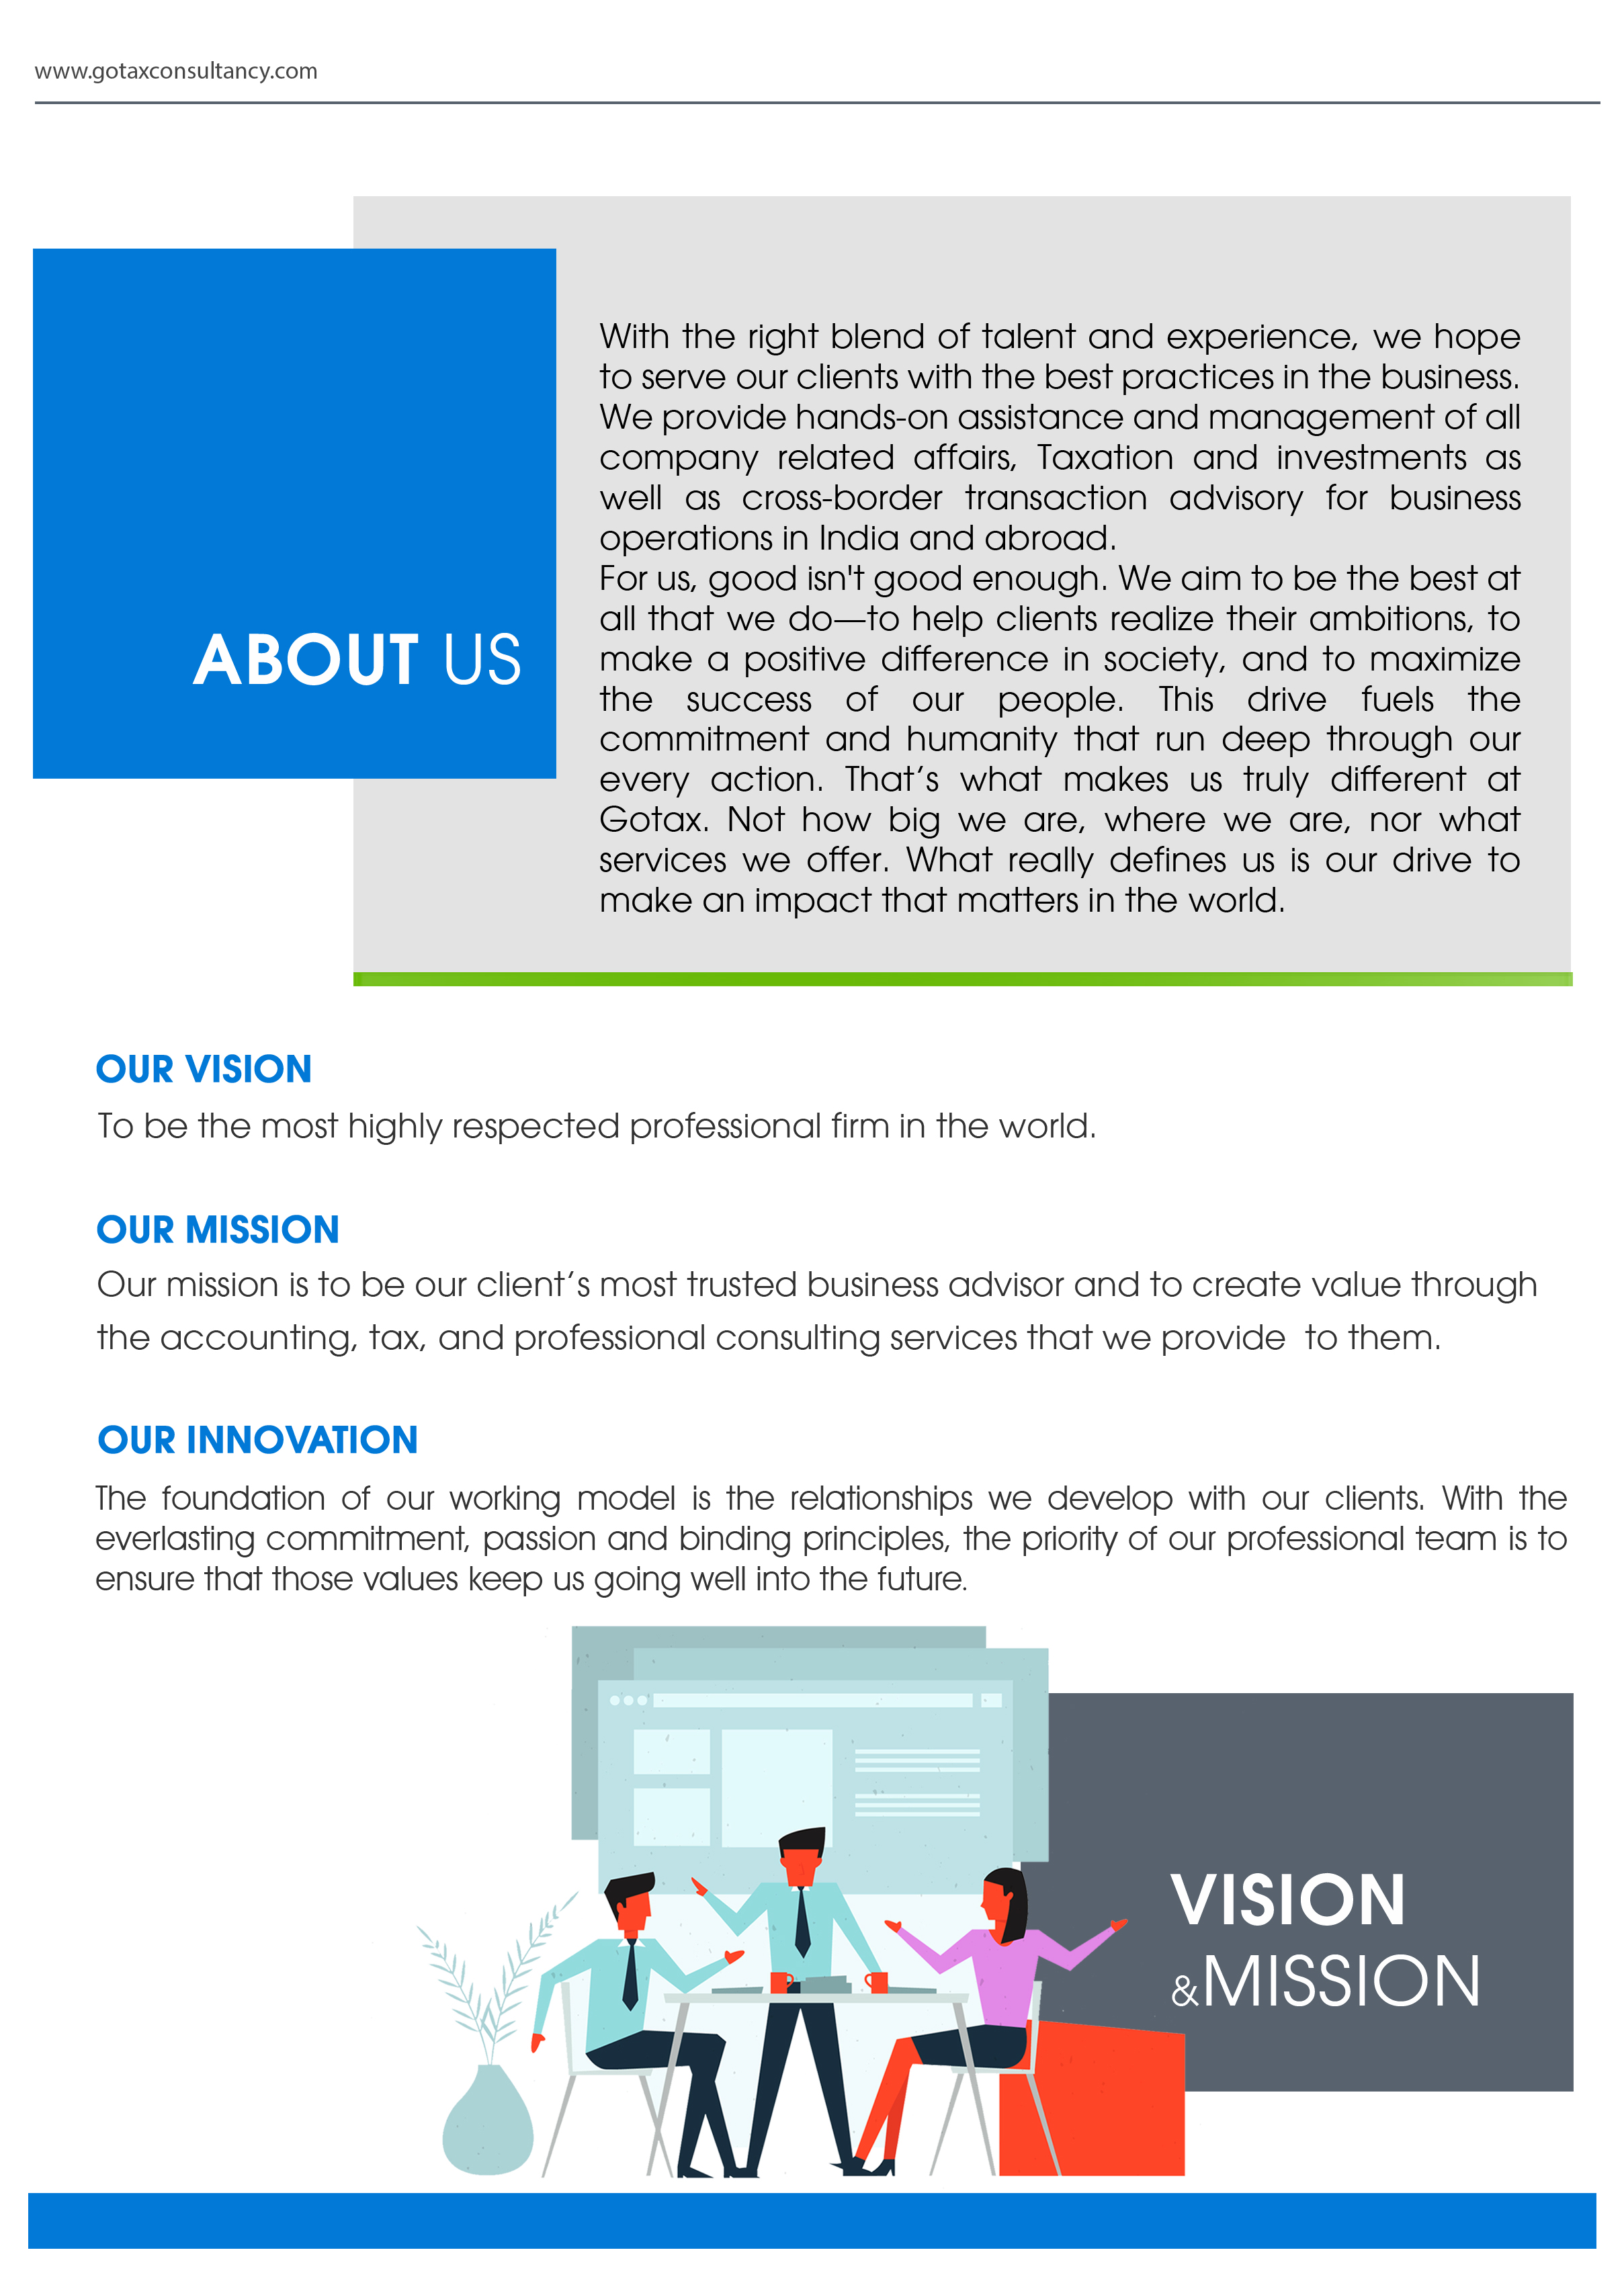 www.gotaxconsultancy.com
ABOUT US
With the right blend of talent and experience, we hope
to serve our clients with the best practices in the business.
We provide hands-on assistance and management of all
company related affairs, Taxation and investments as
well as cross-border transaction advisory for business
operations in India and abroad.
For us, good isn't good enough. We aim to be the best at
all that we do—to help clients realize their ambitions, to
make a positive difference in society, and to maximize
the success of our people. This drive fuels the
commitment and humanity that run deep through our
every action. That’s what makes us truly different at
Gotax. Not how big we are, where we are, nor what
services we offer. What really defines us is our drive to
make an impact that matters in the world.
OUR VISION
To be the most highly respected professional firm in the world.
OUR MISSION
Our mission is to be our client’s most trusted business advisor and to create value through
the accounting, tax, and professional consulting services that we provide to them.
OUR INNOVATION
The foundation of our working model is the relationships we develop with our clients. With the
everlasting commitment, passion and binding principles, the priority of our professional team is to
ensure that those values keep us going well into the future.
VISION
&MISSION